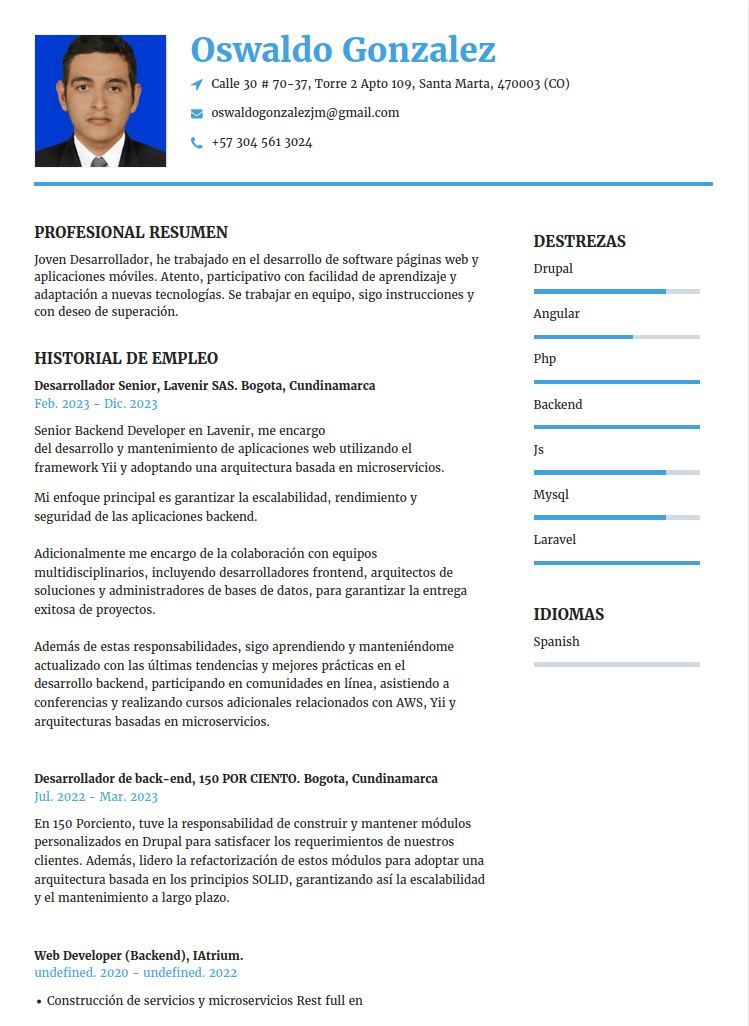 Oswaldo Gonzalez
Calle 30 # 70-37, Torre 2 Apto 109, Santa Marta, 470003 (CO)
oswaldogonzalezjm@gmail.com
+57 304 561 3024
PROFESIONAL RESUMEN
Joven Desarrollador, he trabajado en el desarrollo de software páginas web y
aplicaciones móviles. Atento, participativo con facilidad de aprendizaje y
adaptación a nuevas tecnologías. Se trabajar en equipo, sigo instrucciones y
con deseo de superación.
HISTORIAL DE EMPLEO
Desarrollador Senior, Lavenir SAS. Bogota, Cundinamarca
Feb. 2023 - Dic. 2023
Senior Backend Developer en Lavenir, me encargo
del desarrollo y mantenimiento de aplicaciones web utilizando el
framework Yii y adoptando una arquitectura basada en microservicios.
Mi enfoque principal es garantizar la escalabilidad, rendimiento y
seguridad de las aplicaciones backend.
Adicionalmente me encargo de la colaboración con equipos
multidisciplinarios, incluyendo desarrolladores frontend, arquitectos de
soluciones y administradores de bases de datos, para garantizar la entrega
exitosa de proyectos.
Además de estas responsabilidades, sigo aprendiendo y manteniéndome
actualizado con las últimas tendencias y mejores prácticas en el
desarrollo backend, participando en comunidades en línea, asistiendo a
conferencias y realizando cursos adicionales relacionados con AWS, Yii y
arquitecturas basadas en microservicios.
Desarrollador de back-end, 150 POR CIENTO. Bogota, Cundinamarca
Jul. 2022 - Mar. 2023
En 150 Porciento, tuve la responsabilidad de construir y mantener módulos
personalizados en Drupal para satisfacer los requerimientos de nuestros
clientes. Además, lidero la refactorización de estos módulos para adoptar una
arquitectura basada en los principios SOLID, garantizando así la escalabilidad
y el mantenimiento a largo plazo.
Web Developer (Backend), IAtrium.
undefined. 2020 - undefined. 2022
• Construcción de servicios y microservicios Rest full en
DESTREZAS
Drupal
Angular
Php
Backend
Js
Mysql
Laravel
IDIOMAS
Spanish